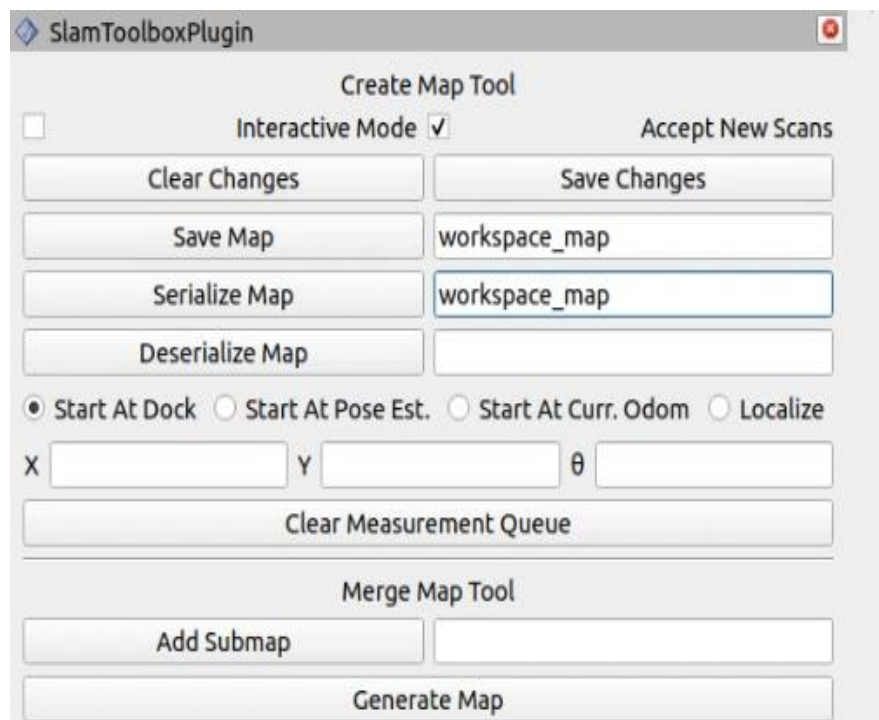 SlamToolboxPlugin
Create Map Tool
Interactive Mode Accept New Scans
Clear Changes Save Changes
Save Map workspace_map
Serialize Map workspace_map
Deserialize Map
Start At Dock Start At Pose Est. Start At Curr. Odom Localize
X Y θ
Clear Measurement Queue
Merge Map Tool
Add Submap
Generate Map